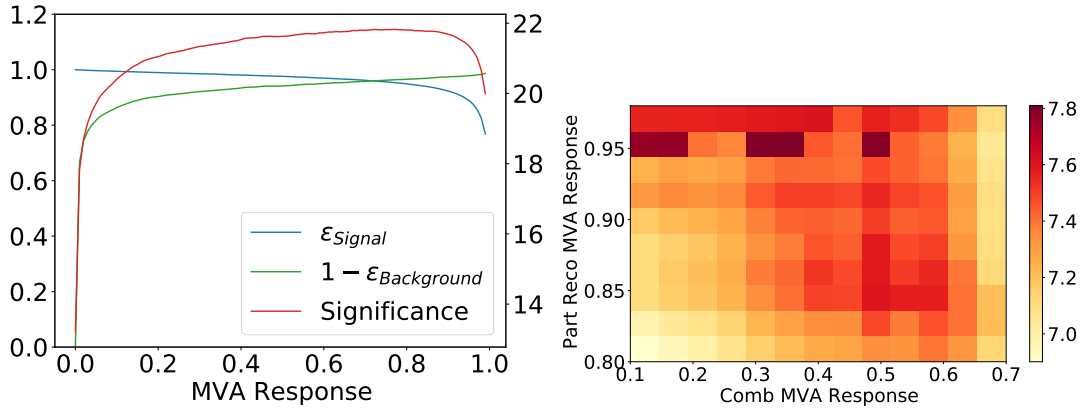 1.2
1.0
0.8
0.6
0.4
0.2
0.0
22
20
18
16
14
ε_Signal
1 − ε_Background
Significance
0.0 0.2 0.4 0.6 0.8 1.0
MVA Response
Part Reco MVA Response
0.95
0.90
0.85
0.80
0.1 0.2 0.3 0.4 0.5 0.6 0.7
Comb MVA Response
7.8
7.6
7.4
7.2
7.0